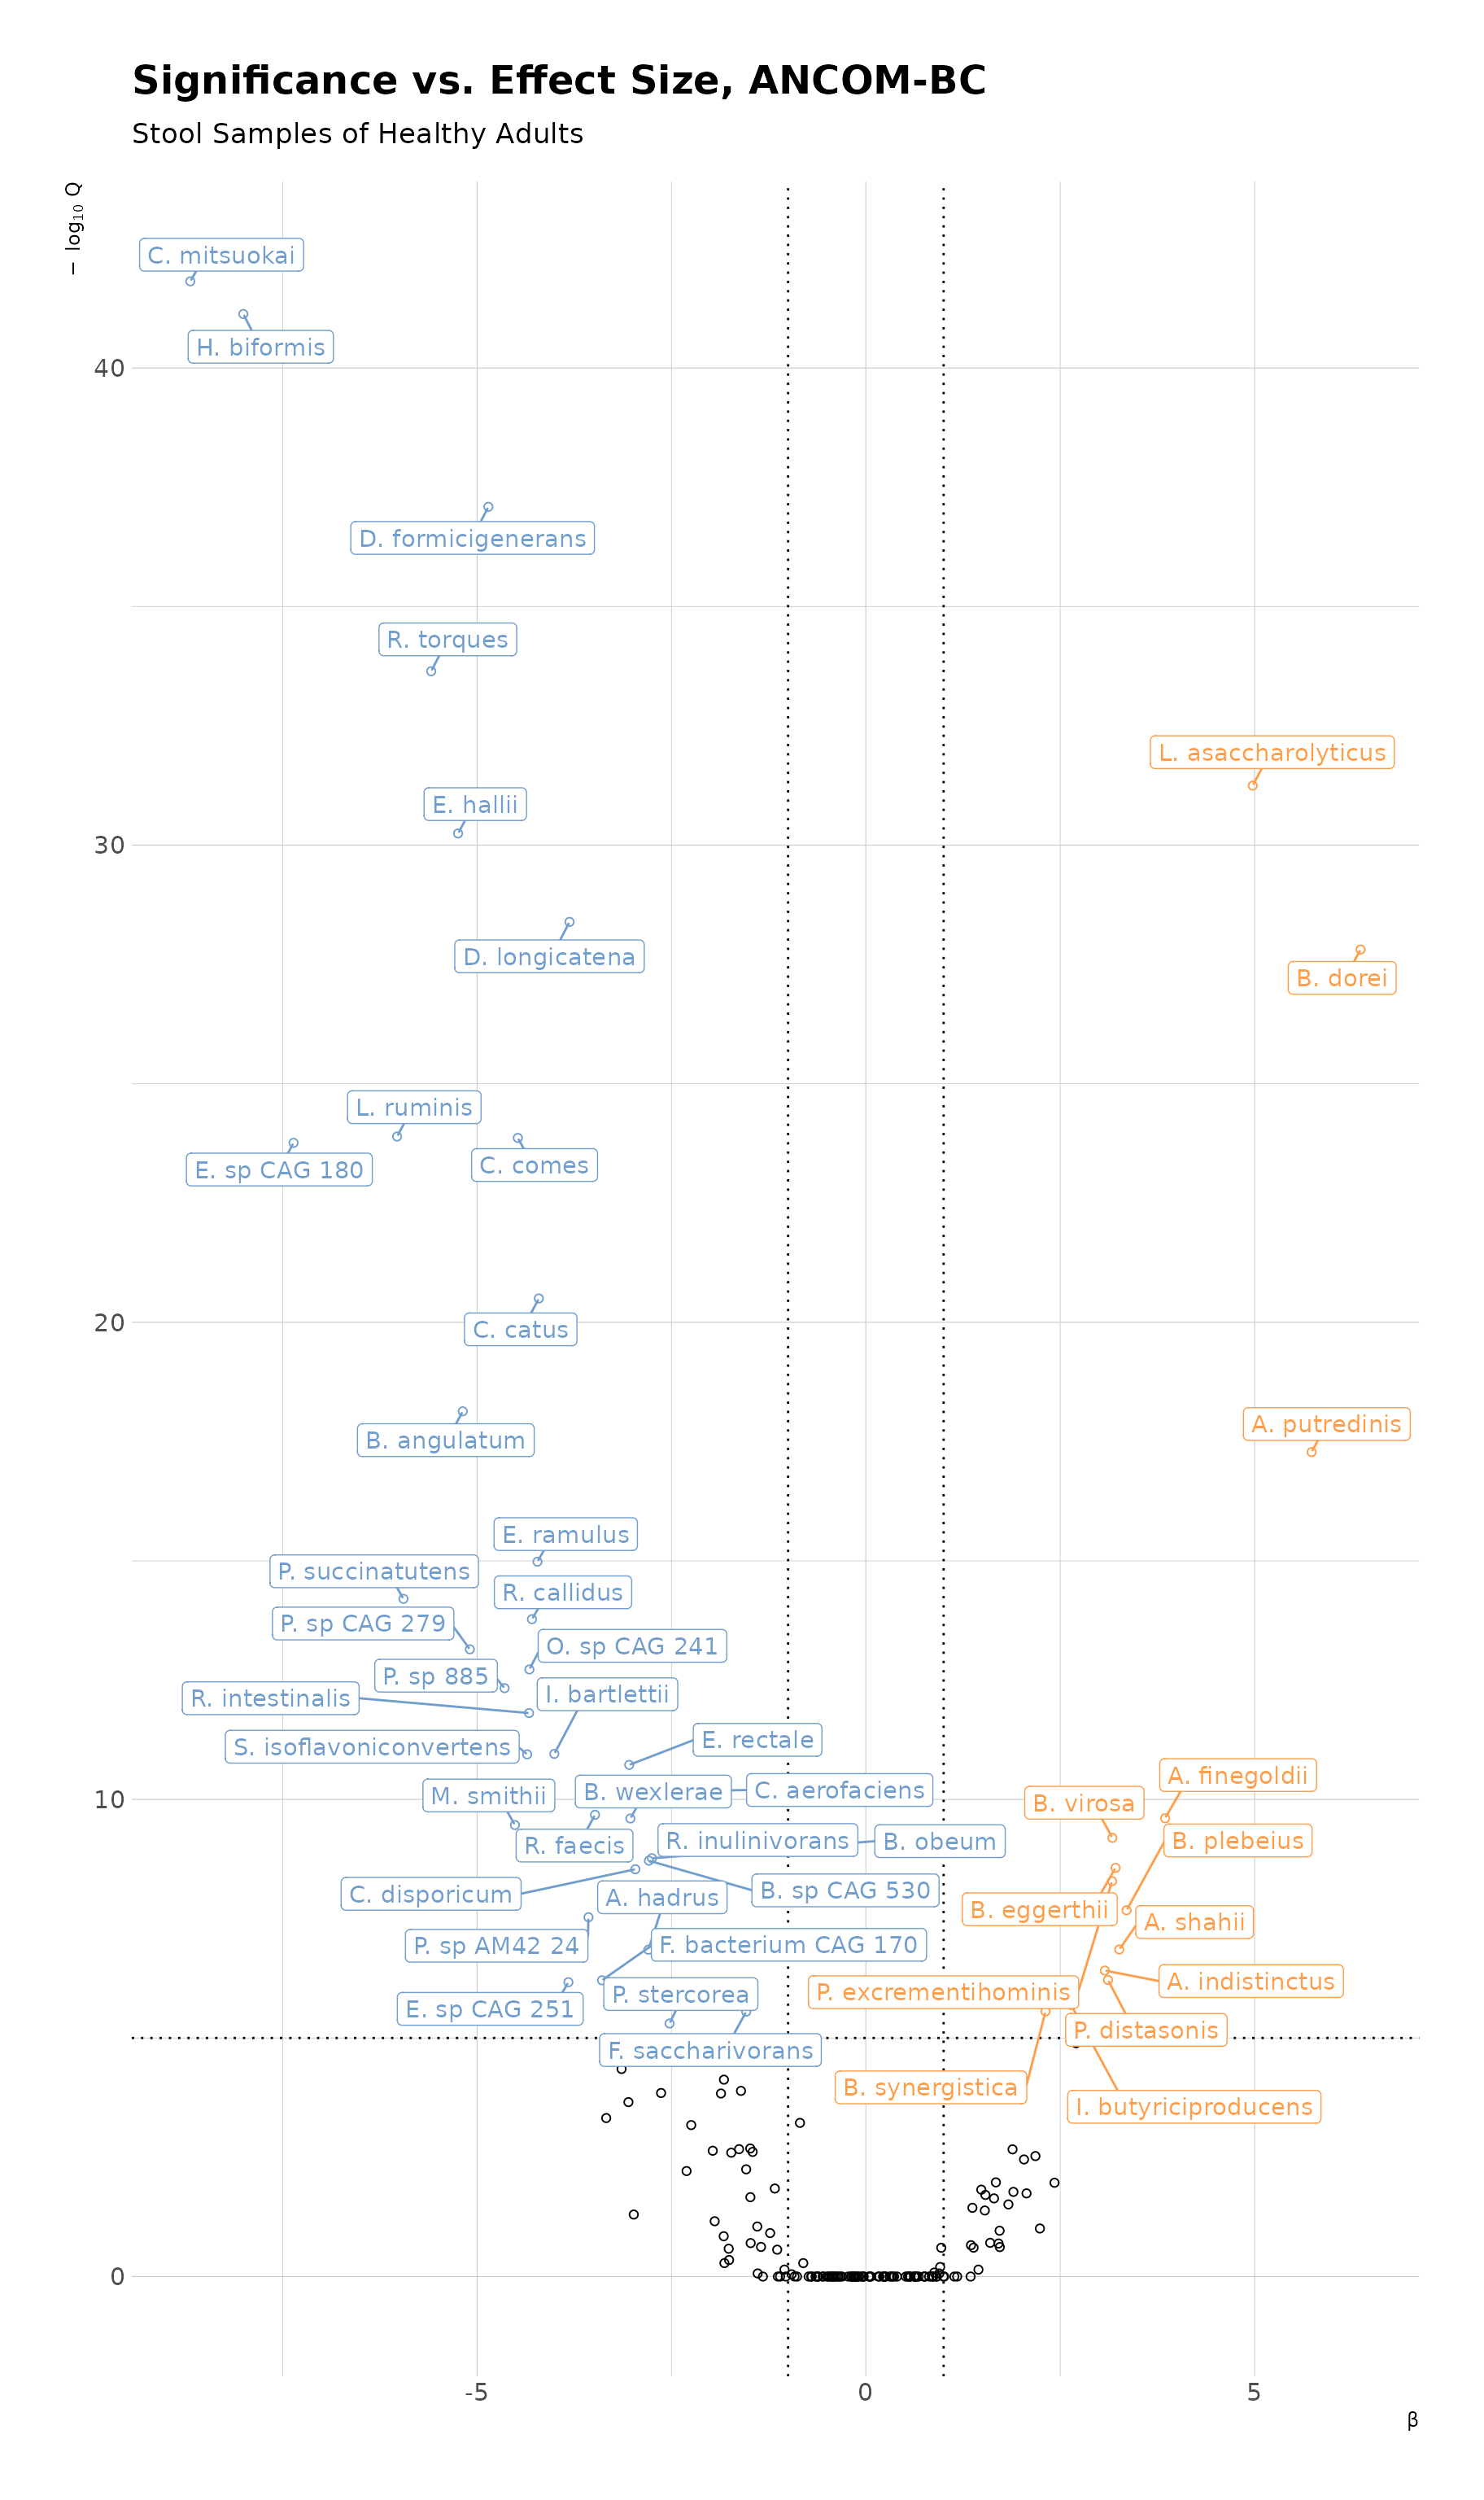 Significance vs. Effect Size, ANCOM-BC
Stool Samples of Healthy Adults
− log10 Q
C. mitsuokai
H. biformis
40
D. formicigenerans
R. torques
L. asaccharolyticus
E. hallii
30
D. longicatena
B. dorei
L. ruminis
C. comes
E. sp CAG 180
20
C. catus
A. putredinis
B. angulatum
E. ramulus
P. succinatutens
R. callidus
P. sp CAG 279
O. sp CAG 241
P. sp 885
I. bartlettii
R. intestinalis
E. rectale
S. isoflavoniconvertens
A. finegoldii
C. aerofaciens
B. wexlerae
M. smithii
10
B. virosa
R. inulinivorans
B. obeum
B. plebeius
R. faecis
B. sp CAG 530
C. disporicum
A. hadrus
B. eggerthii
A. shahii
F. bacterium CAG 170
P. sp AM42 24
A. indistinctus
P. excrementihominis
P. stercorea
E. sp CAG 251
P. distasonis
F. saccharivorans
B. synergistica
I. butyriciproducens
0
-5 0 5
β